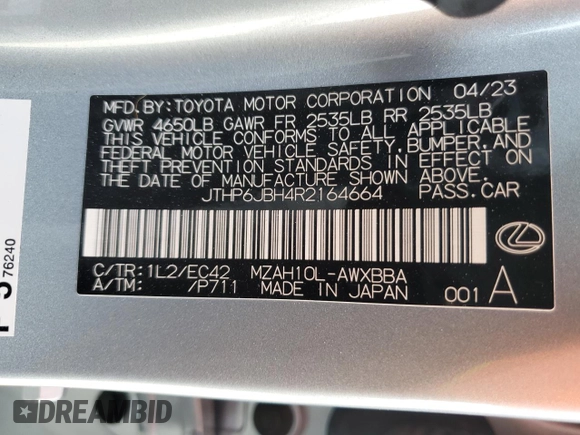 MFD. BY: TOYOTA MOTOR CORPORATION 04/23
GVWR 4650LB GAWR FR 2535LB RR 2535LB
THIS VEHICLE CONFORMS TO ALL APPLICABLE
FEDERAL MOTOR VEHICLE SAFETY, BUMPER, AND
THEFT PREVENTION STANDARDS IN EFFECT ON
THE DATE OF MANUFACTURE SHOWN ABOVE.
JTHP6JBH4R2164664 PASS. CAR
C/TR: 1L2/EC42 MZAH10L-AWXBBA
A/TM: /P711 MADE IN JAPAN 001 A
76240
DREAMBID